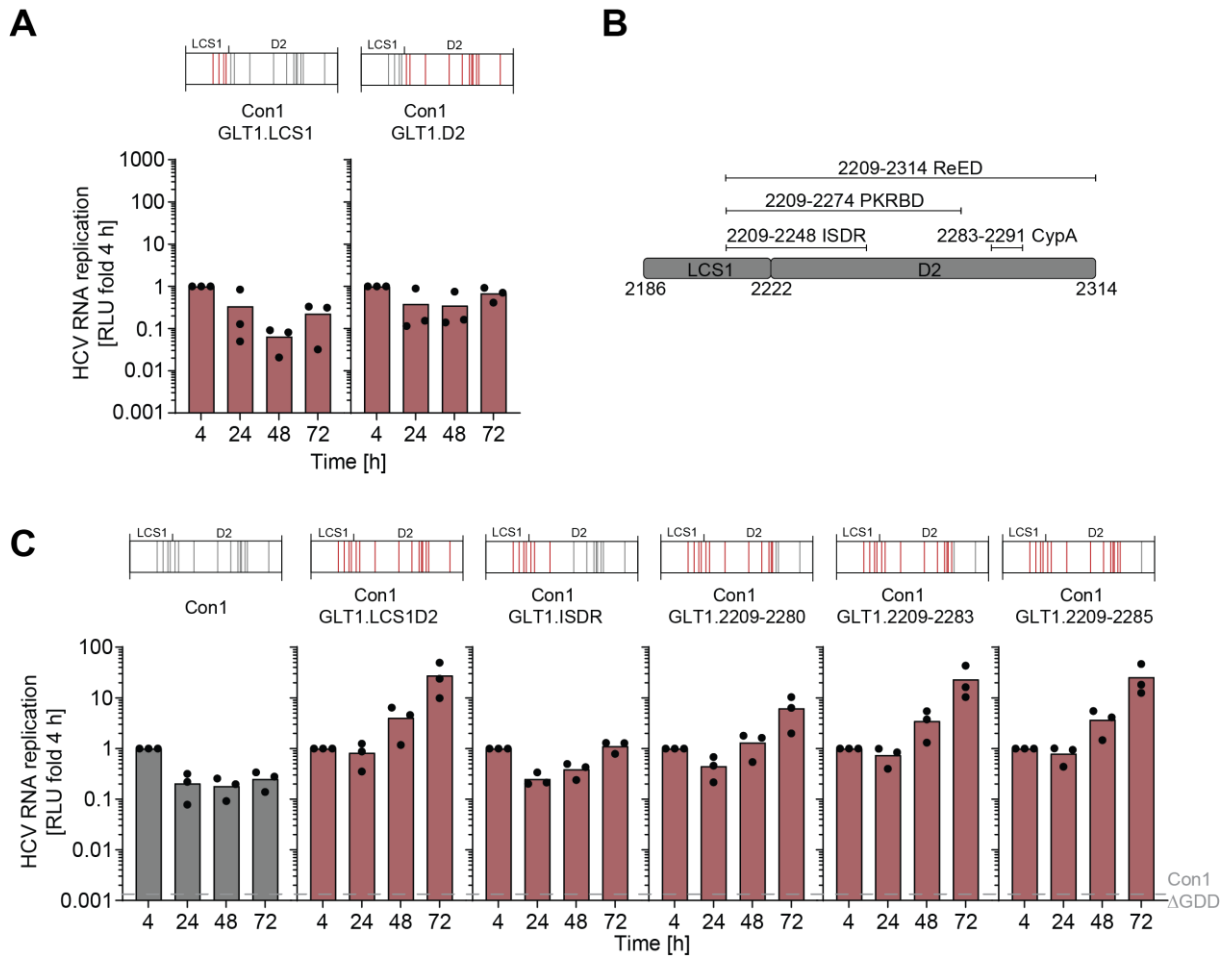 A
LCS1 D2
LCS1 D2
Con1
GLT1.LCS1
Con1
GLT1.D2
HCV RNA replication
[RLU fold 4 h]
1000
100
10
1
0.1
0.01
0.001
4 24 48 72
4 24 48 72
Time [h]
B
2209-2314 ReED
2209-2274 PKRBD
2209-2248 ISDR
2283-2291 CypA
LCS1 D2
2186 2222 2314
C
LCS1 D2
LCS1 D2
LCS1 D2
LCS1 D2
LCS1 D2
LCS1 D2
Con1
Con1
GLT1.LCS1D2
Con1
GLT1.ISDR
Con1
GLT1.2209-2280
Con1
GLT1.2209-2283
Con1
GLT1.2209-2285
HCV RNA replication
[RLU fold 4 h]
100
10
1
0.1
0.01
0.001
Con1
ΔGDD
4 24 48 72
4 24 48 72
4 24 48 72
4 24 48 72
4 24 48 72
4 24 48 72
Time [h]